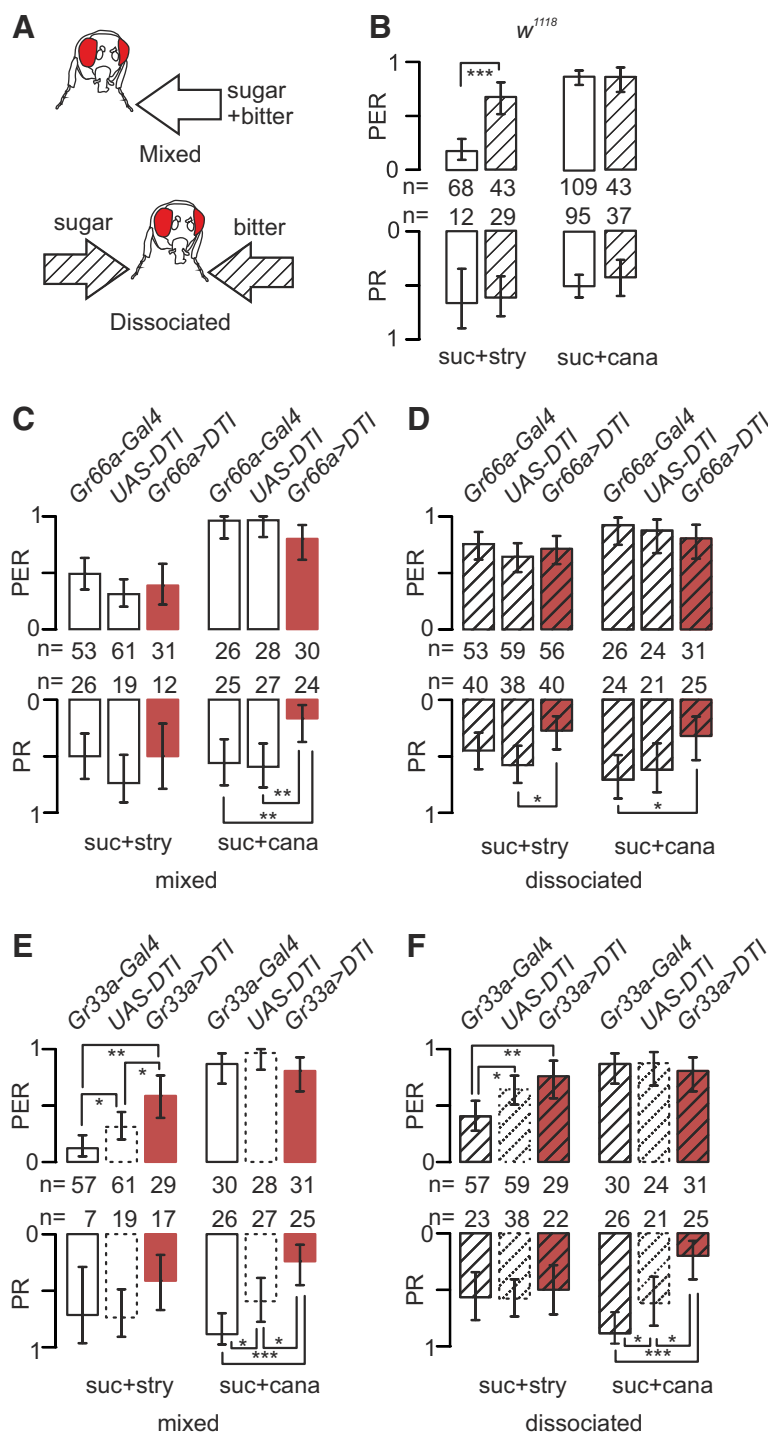 A
sugar
+bitter
Mixed
sugar
bitter
Dissociated
B
w1118
PER
1
***
0
n= 68 43 109 43
n= 12 29 95 37
0
PR
1
suc+stry suc+cana
C
Gr66a-Gal4 UAS-DTI Gr66a>DTI Gr66a-Gal4 UAS-DTI Gr66a>DTI
1
PER
0
n= 53 61 31 26 28 30
n= 26 19 12 25 27 24
0
PR
**
**
1
suc+stry suc+cana
mixed
D
Gr66a-Gal4 UAS-DTI Gr66a>DTI Gr66a-Gal4 UAS-DTI Gr66a>DTI
1
PER
0
n= 53 59 56 26 24 31
n= 40 38 40 24 21 25
0
PR
* *
1
suc+stry suc+cana
dissociated
E
Gr33a-Gal4 UAS-DTI Gr33a>DTI Gr33a-Gal4 UAS-DTI Gr33a>DTI
1
**
* *
PER
0
n= 57 61 29 30 28 31
n= 7 19 17 26 27 25
0
PR
* *
***
1
suc+stry suc+cana
mixed
F
Gr33a-Gal4 UAS-DTI Gr33a>DTI Gr33a-Gal4 UAS-DTI Gr33a>DTI
1
**
*
PER
0
n= 57 59 29 30 24 31
n= 23 38 22 26 21 25
0
PR
* *
***
1
suc+stry suc+cana
dissociated